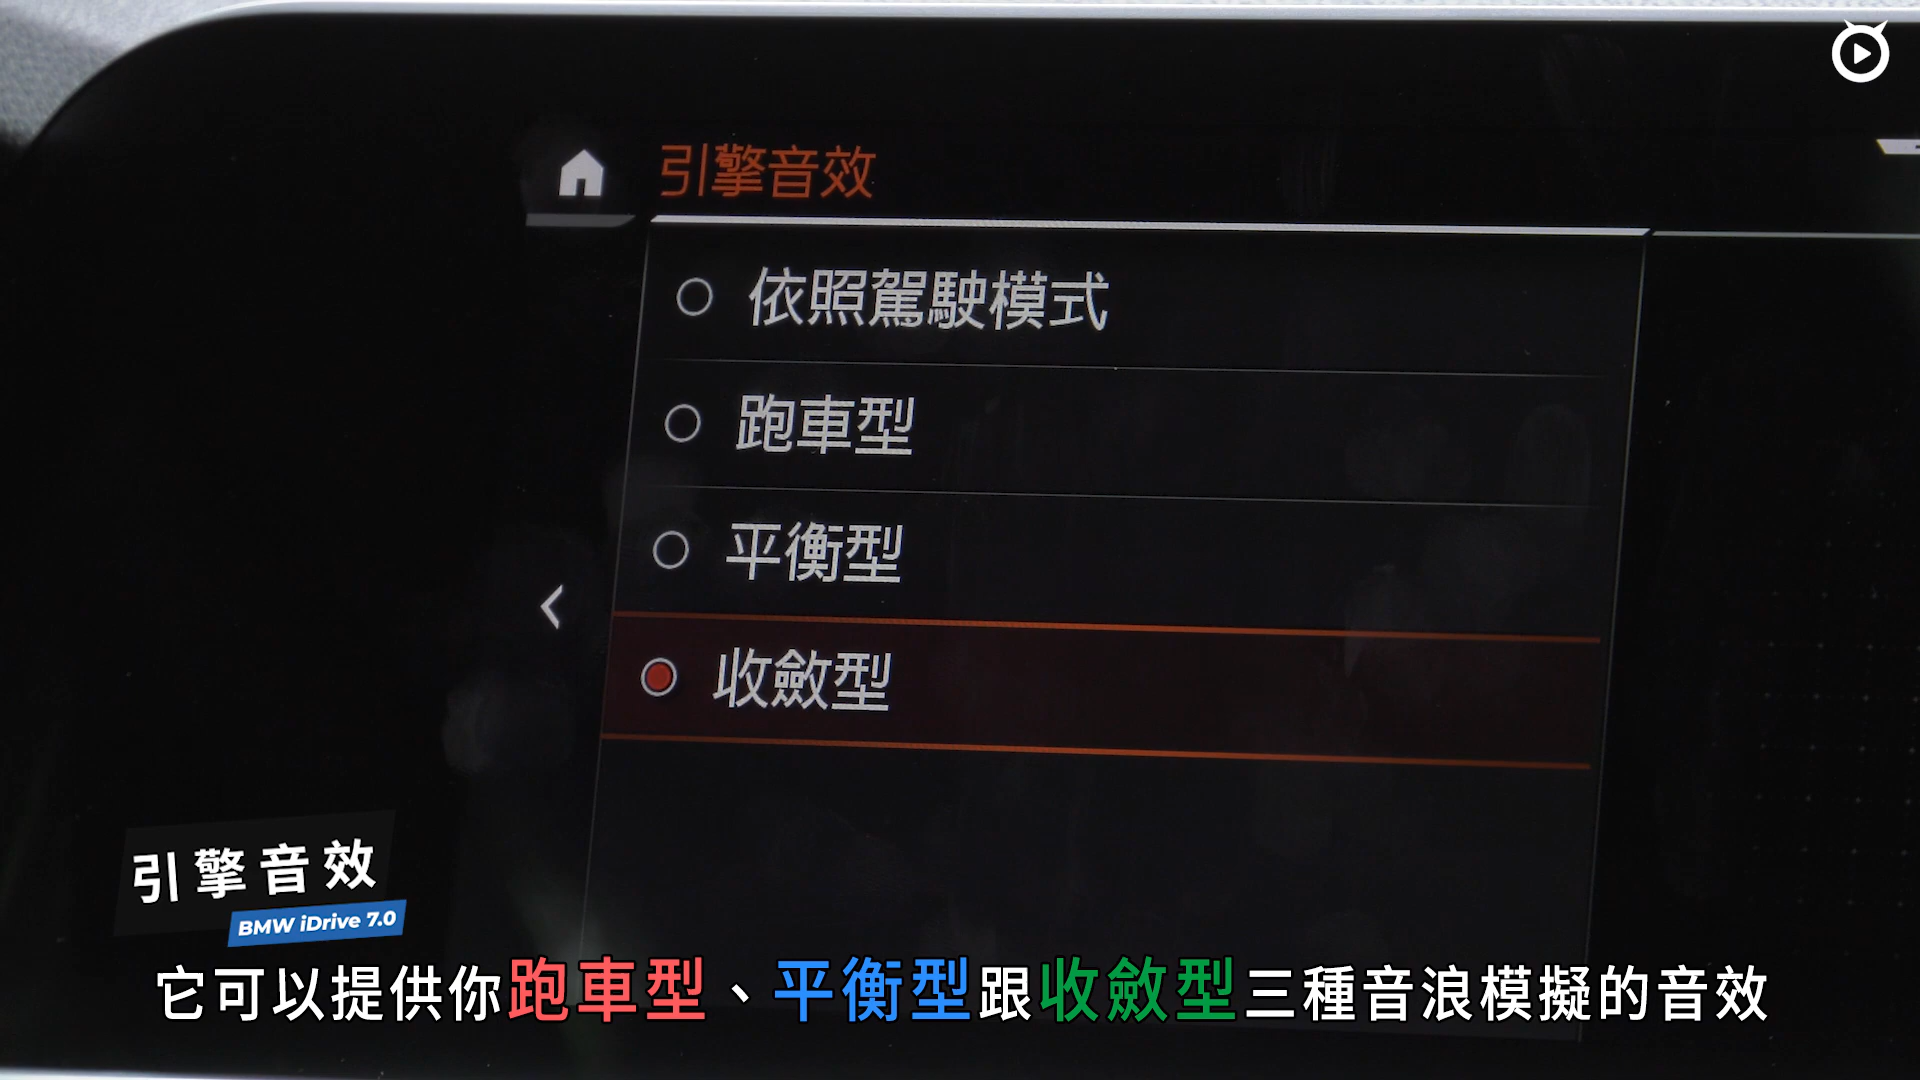 引擎音效
依照駕駛模式
跑車型
平衡型
收斂型
引擎音效
BMW iDrive 7.0
它可以提供你跑車型、平衡型跟收斂型三種音浪模擬的音效